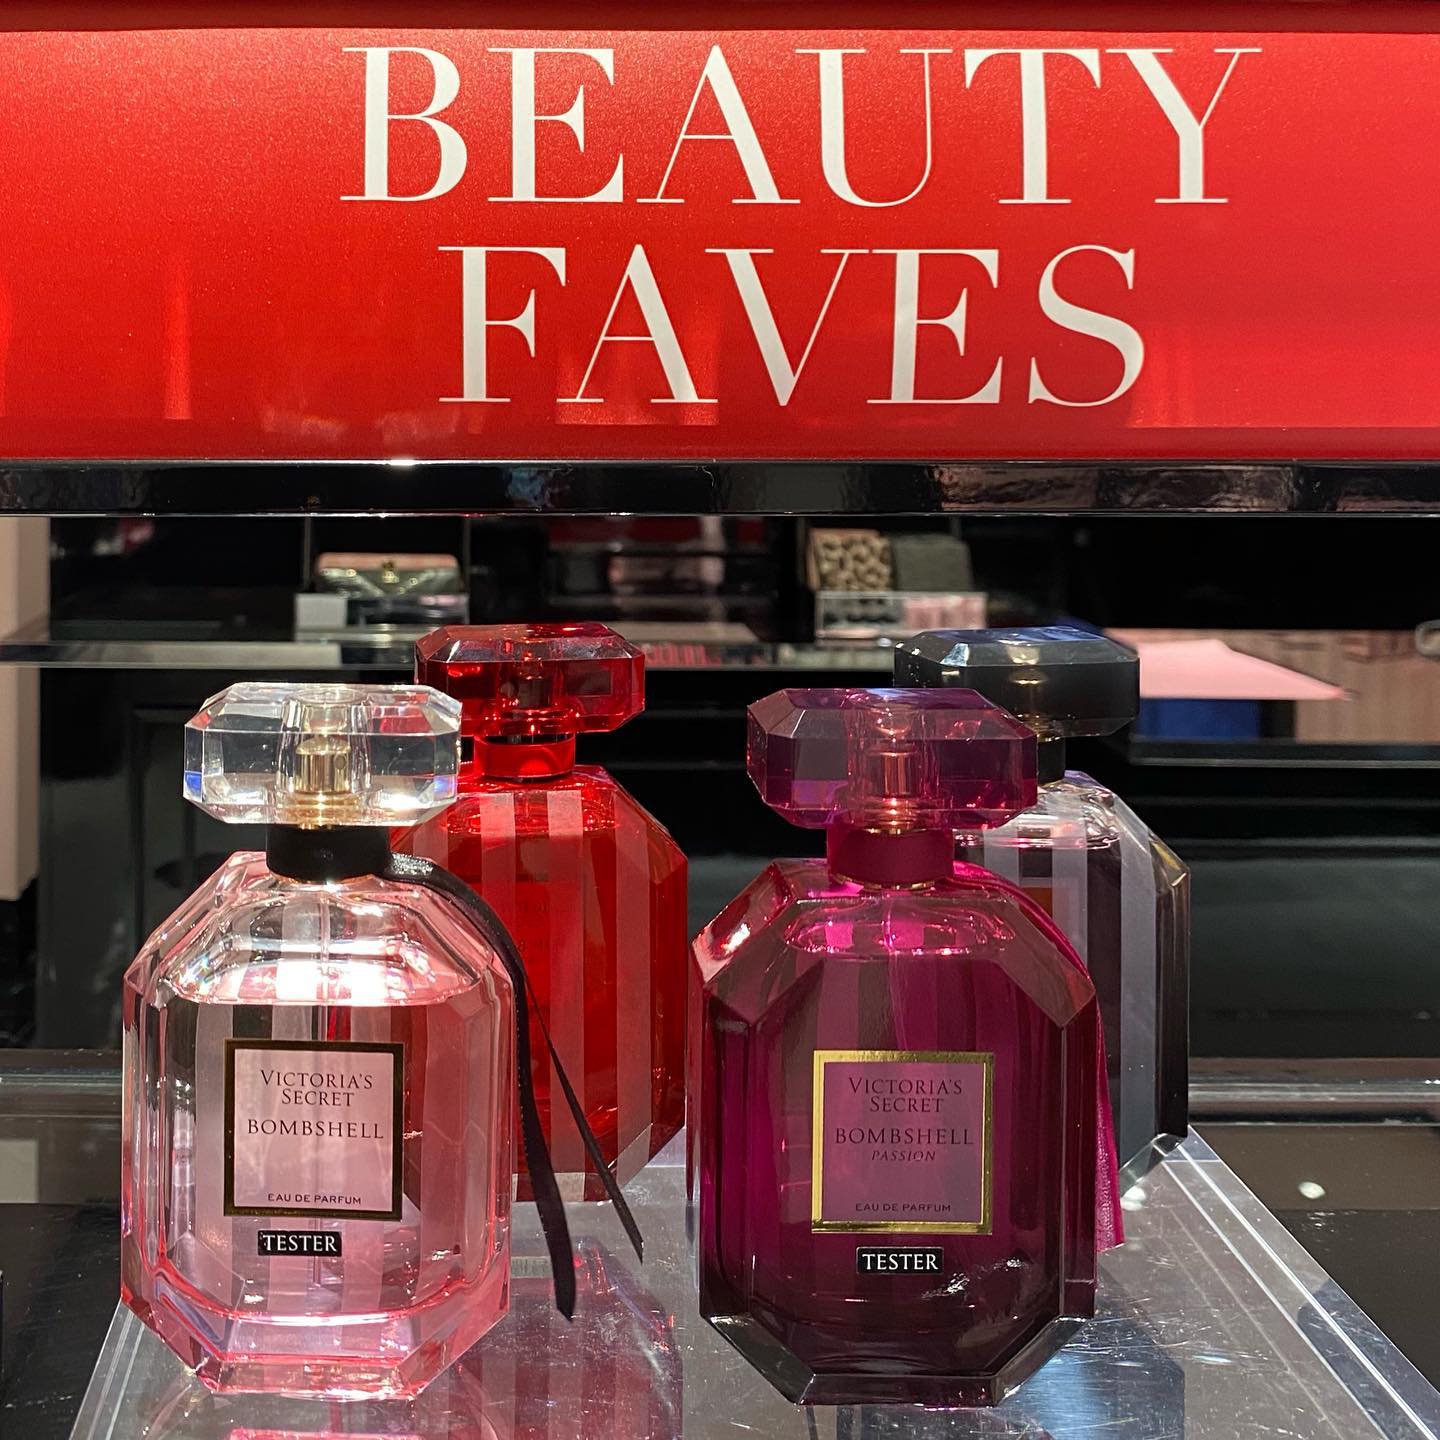 BEAUTY
FAVES
VICTORIA'S
SECRET
BOMBSHELL
EAU DE PARFUM
TESTER
VICTORIA'S
SECRET
BOMBSHELL
PASSION
EAU DE PARFUM
TESTER